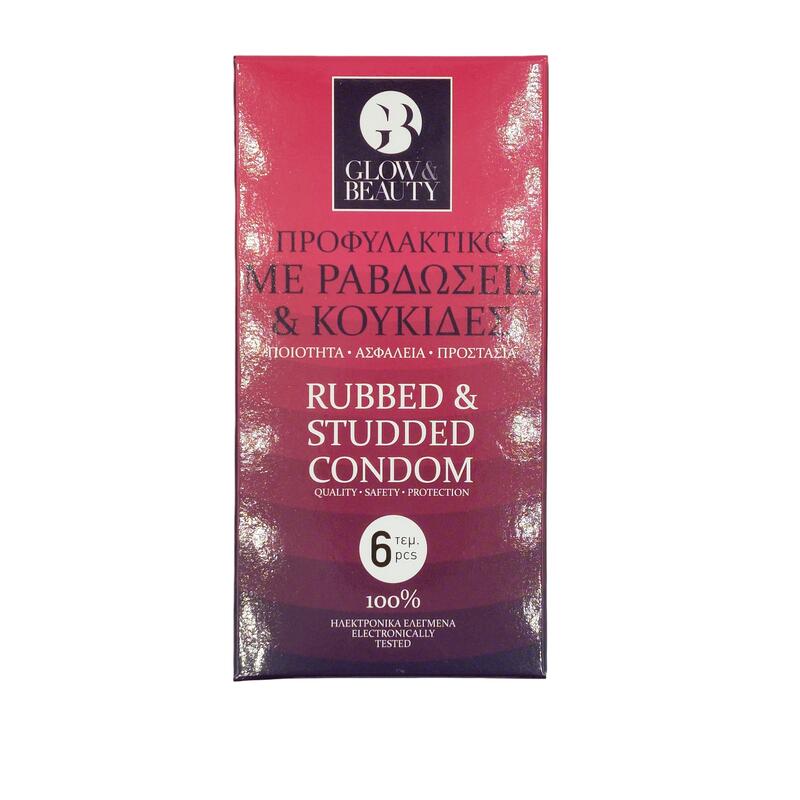 GB
GLOW&
BEAUTY
ΠΡΟΦΥΛΑΚΤΙΚΟ
ΜΕ ΡΑΒΔΩΣΕΙΣ
& ΚΟΥΚΙΔΕΣ
ΠΟΙΟΤΗΤΑ • ΑΣΦΑΛΕΙΑ • ΠΡΟΣΤΑΣΙΑ
RUBBED &
STUDDED
CONDOM
QUALITY • SAFETY • PROTECTION
6 τεμ.
pcs
100%
ΗΛΕΚΤΡΟΝΙΚΑ ΕΛΕΓΜΕΝΑ
ELECTRONICALLY
TESTED